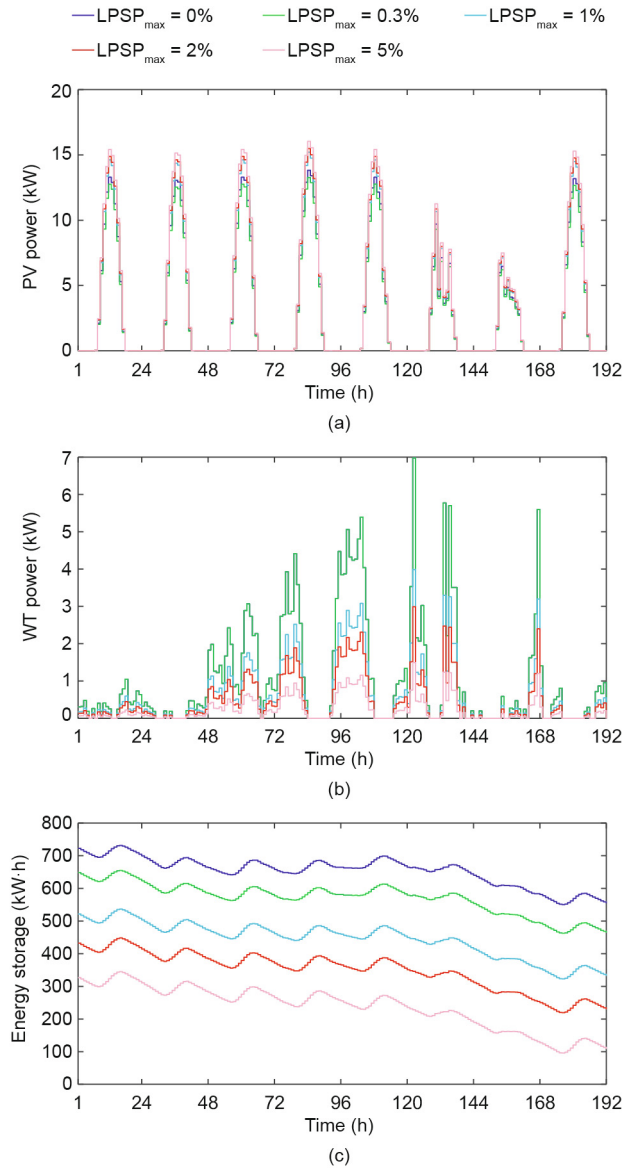 LPSPmax = 0% LPSPmax = 0.3% LPSPmax = 1%
LPSPmax = 2% LPSPmax = 5%
20
15
10
5
0
PV power (kW)
1 24 48 72 96 120 144 168 192
Time (h)
(a)
7
6
5
4
3
2
1
0
WT power (kW)
1 24 48 72 96 120 144 168 192
Time (h)
(b)
800
700
600
500
400
300
200
100
0
Energy storage (kW·h)
1 24 48 72 96 120 144 168 192
Time (h)
(c)